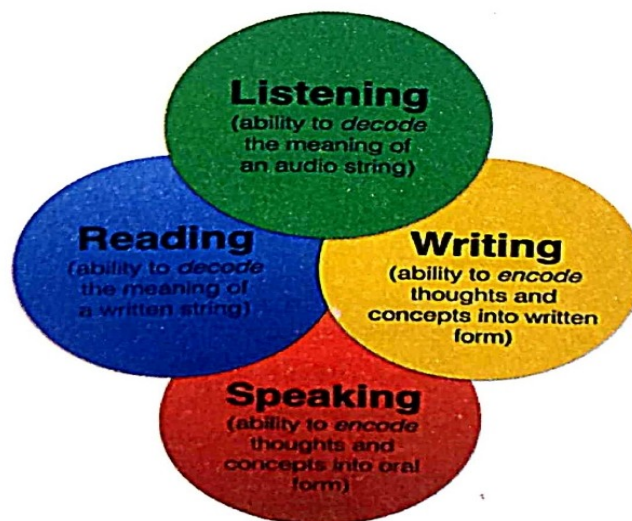 Listening
(ability to decode
the meaning of
an audio string)
Reading
(ability to decode
the meaning of
a written string)
Writing
(ability to encode
thoughts and
concepts into written
form)
Speaking
(ability to encode
thoughts and
concepts into oral
form)